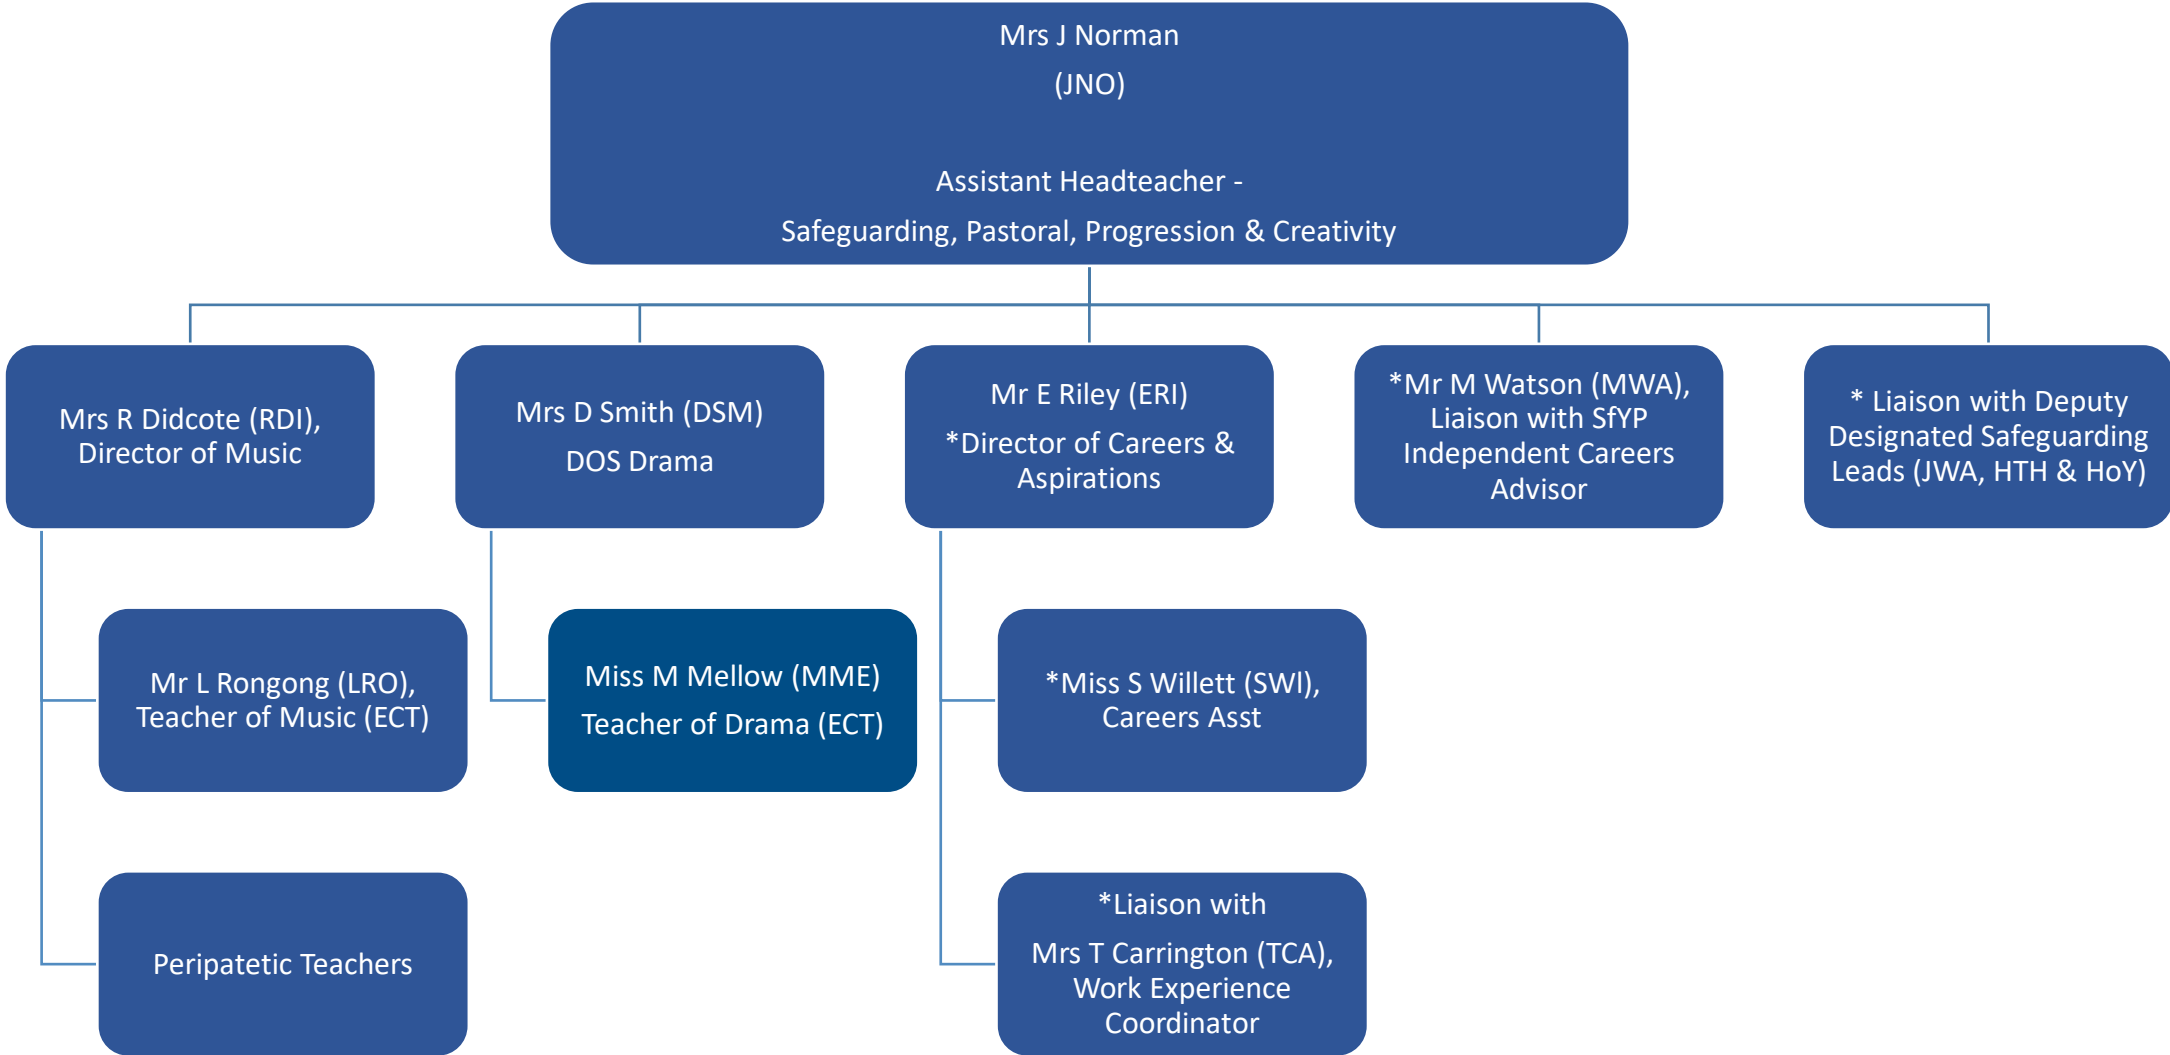 Mrs J Norman
(JNO)
Assistant Headteacher -
Safeguarding, Pastoral, Progression & Creativity
Mrs R Didcote (RDI),
Director of Music
Mrs D Smith (DSM)
DOS Drama
Mr E Riley (ERI)
*Director of Careers &
Aspirations
*Mr M Watson (MWA),
Liaison with SfYP
Independent Careers
Advisor
* Liaison with Deputy
Designated Safeguarding
Leads (JWA, HTH & HoY)
Mr L Rongong (LRO),
Teacher of Music (ECT)
Miss M Mellow (MME)
Teacher of Drama (ECT)
*Miss S Willett (SWl),
Careers Asst
Peripatetic Teachers
*Liaison with
Mrs T Carrington (TCA),
Work Experience
Coordinator